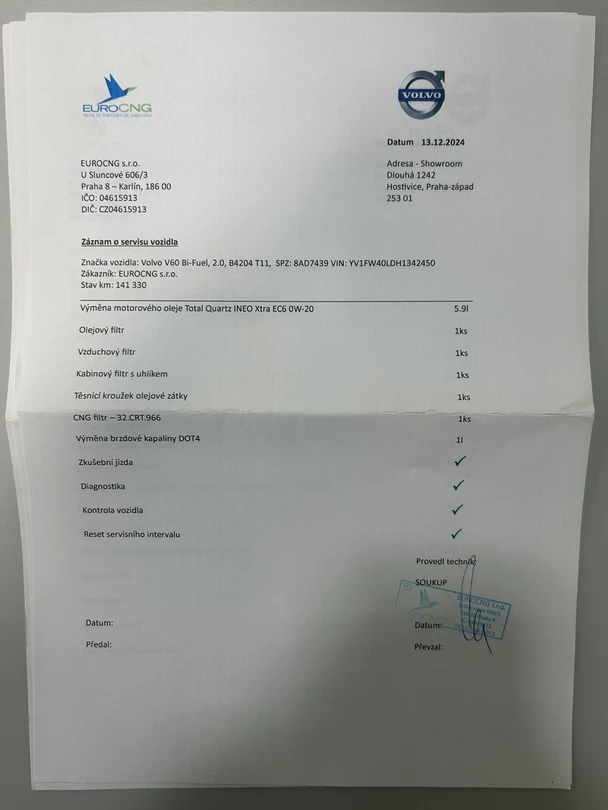 EUROCNG
VOLVO
Datum 13.12.2024
EUROCNG s.r.o.
U Sluncové 606/3
Praha 8 – Karlín, 186 00
IČO: 04615913
DIČ: CZ04615913
Adresa - Showroom
Dlouhá 1242
Hostivice, Praha-západ
253 01
Záznam o servisu vozidla
Značka vozidla: Volvo V60 Bi-Fuel, 2.0, B4204 T11, SPZ: 8AD7439 VIN: YV1FW40LDH1342450
Zákazník: EUROCNG s.r.o.
Stav km: 141 330
Výměna motorového oleje Total Quartz INEO Xtra EC6 0W-20 5.9l
Olejový filtr 1ks
Vzduchový filtr 1ks
Kabinový filtr s uhlíkem 1ks
Těsnící kroužek olejové zátky 1ks
CNG filtr – 32.CRT.966 1ks
Výměna brzdové kapaliny DOT4 1l
Zkušební jízda ✓
Diagnostika ✓
Kontrola vozidla ✓
Reset servisního intervalu ✓
Provedl technik:
SOUKUP
EUROCNG s.r.o.
U Sluncové 606/3
Datum:
Předal:
Datum:
Převzal: